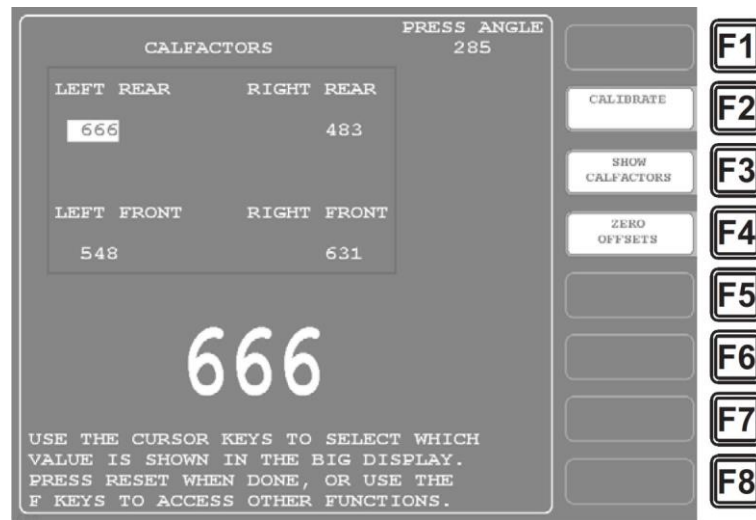 PRESS ANGLE
CALFACTORS 285
LEFT REAR RIGHT REAR
666 483
LEFT FRONT RIGHT FRONT
548 631
666
USE THE CURSOR KEYS TO SELECT WHICH
VALUE IS SHOWN IN THE BIG DISPLAY.
PRESS RESET WHEN DONE, OR USE THE
F KEYS TO ACCESS OTHER FUNCTIONS.
CALIBRATE
SHOW
CALFACTORS
ZERO
OFFSETS
F1
F2
F3
F4
F5
F6
F7
F8